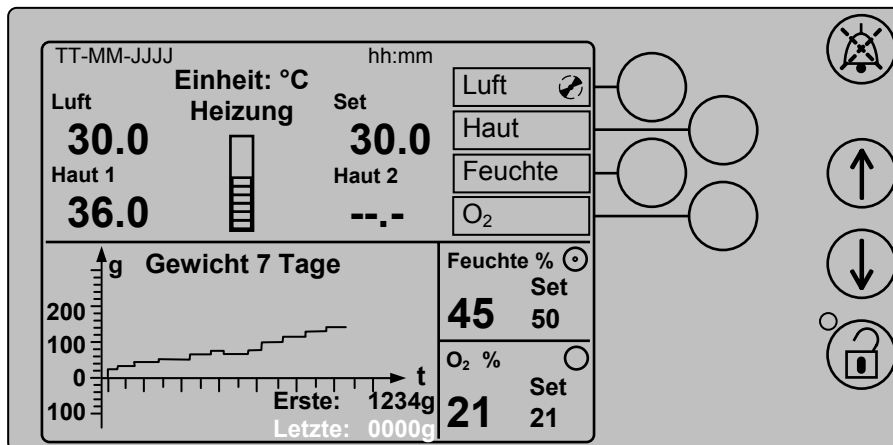 TT-MM-JJJJ hh:mm
Einheit: °C
Luft Heizung Set
30.0 30.0
Haut 1 Haut 2
36.0 --.-
Luft
Haut
Feuchte
O₂
g Gewicht 7 Tage
200
100
0
100
t
Erste: 1234g
Letzte: 0000g
Feuchte %
Set
45 50
O₂ %
Set
21 21